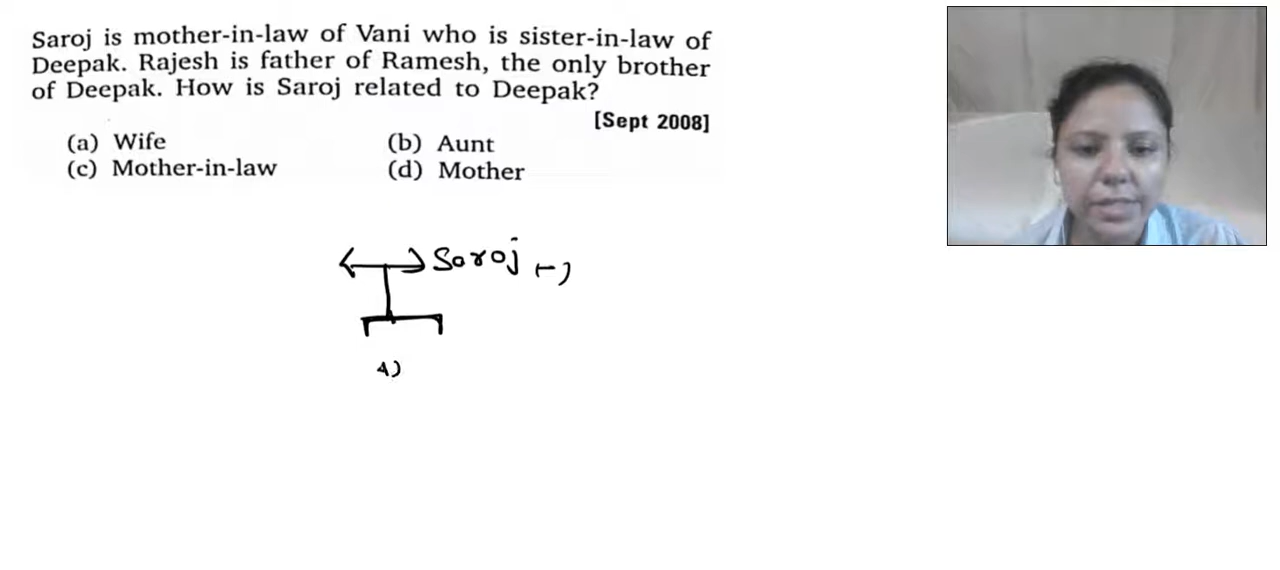 Saroj is mother-in-law of Vani who is sister-in-law of
Deepak. Rajesh is father of Ramesh, the only brother
of Deepak. How is Saroj related to Deepak?
[Sept 2008]
(a) Wife (b) Aunt
(c) Mother-in-law (d) Mother
Saroj (-)